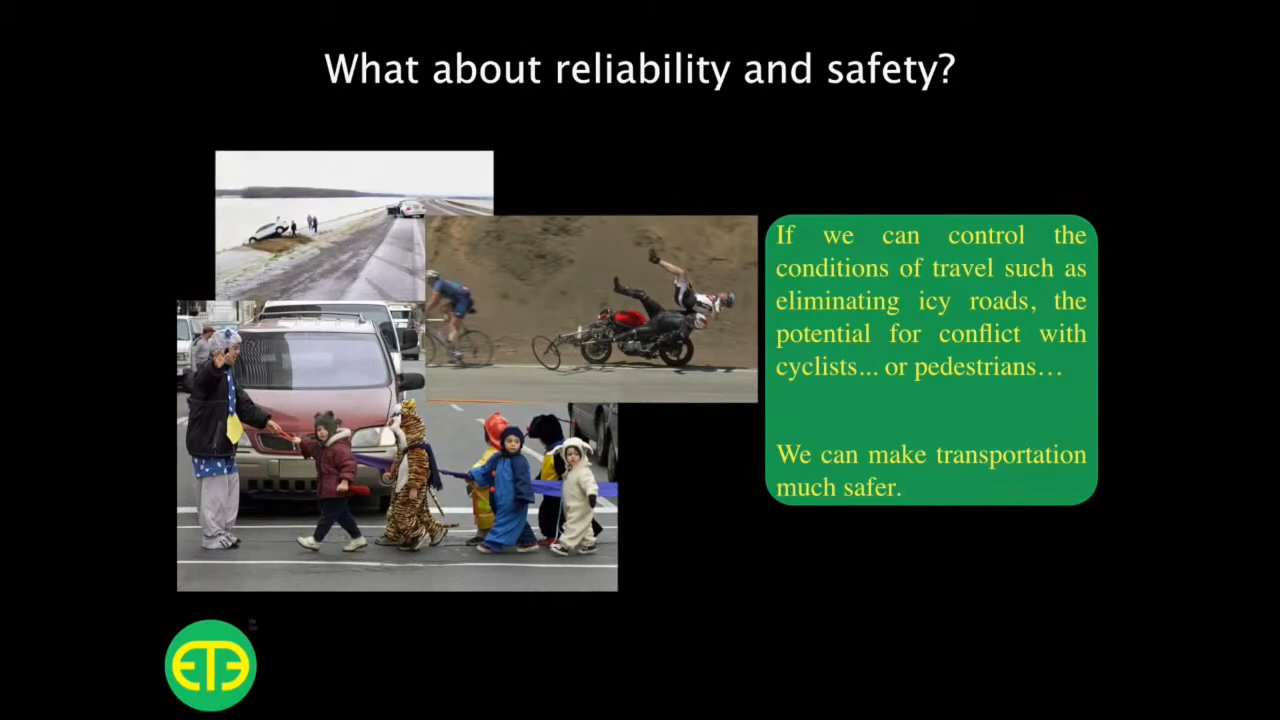 What about reliability and safety?
If we can control the
conditions of travel such as
eliminating icy roads, the
potential for conflict with
cyclists... or pedestrians…
We can make transportation
much safer.
ET3